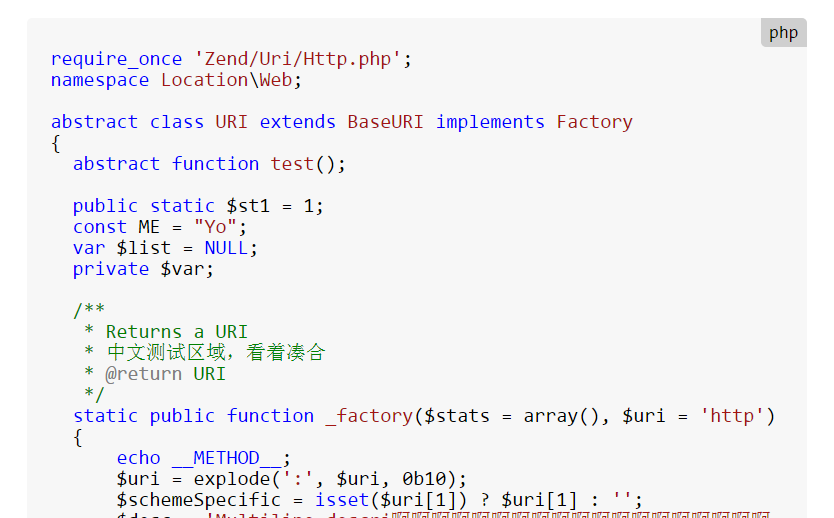 php
require_once 'Zend/Uri/Http.php';
namespace Location\Web;
abstract class URI extends BaseURI implements Factory
{
abstract function test();
public static $st1 = 1;
const ME = "Yo";
var $list = NULL;
private $var;
/**
* Returns a URI
* 中文测试区域，看着凑合
* @return URI
*/
static public function _factory($stats = array(), $uri = 'http')
{
echo __METHOD__;
$uri = explode(':', $uri, 0b10);
$schemeSpecific = isset($uri[1]) ? $uri[1] : '';
$desc = 'Multiline descri